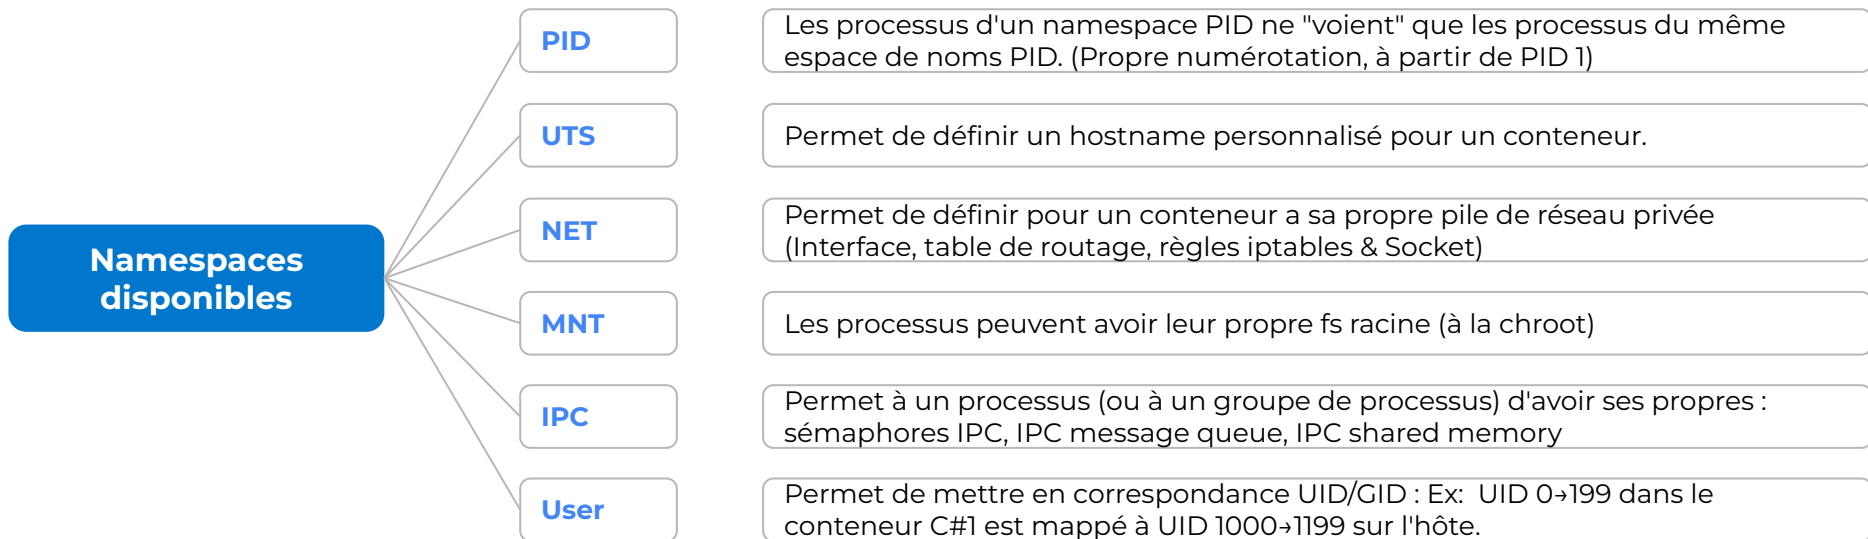 Namespaces
disponibles
PID
Les processus d'un namespace PID ne "voient" que les processus du même
espace de noms PID. (Propre numérotation, à partir de PID 1)
UTS
Permet de définir un hostname personnalisé pour un conteneur.
NET
Permet de définir pour un conteneur a sa propre pile de réseau privée
(Interface, table de routage, règles iptables & Socket)
MNT
Les processus peuvent avoir leur propre fs racine (à la chroot)
IPC
Permet à un processus (ou à un groupe de processus) d'avoir ses propres :
sémaphores IPC, IPC message queue, IPC shared memory
User
Permet de mettre en correspondance UID/GID : Ex:  UID 0→199 dans le
conteneur C#1 est mappé à UID 1000→1199 sur l'hôte.